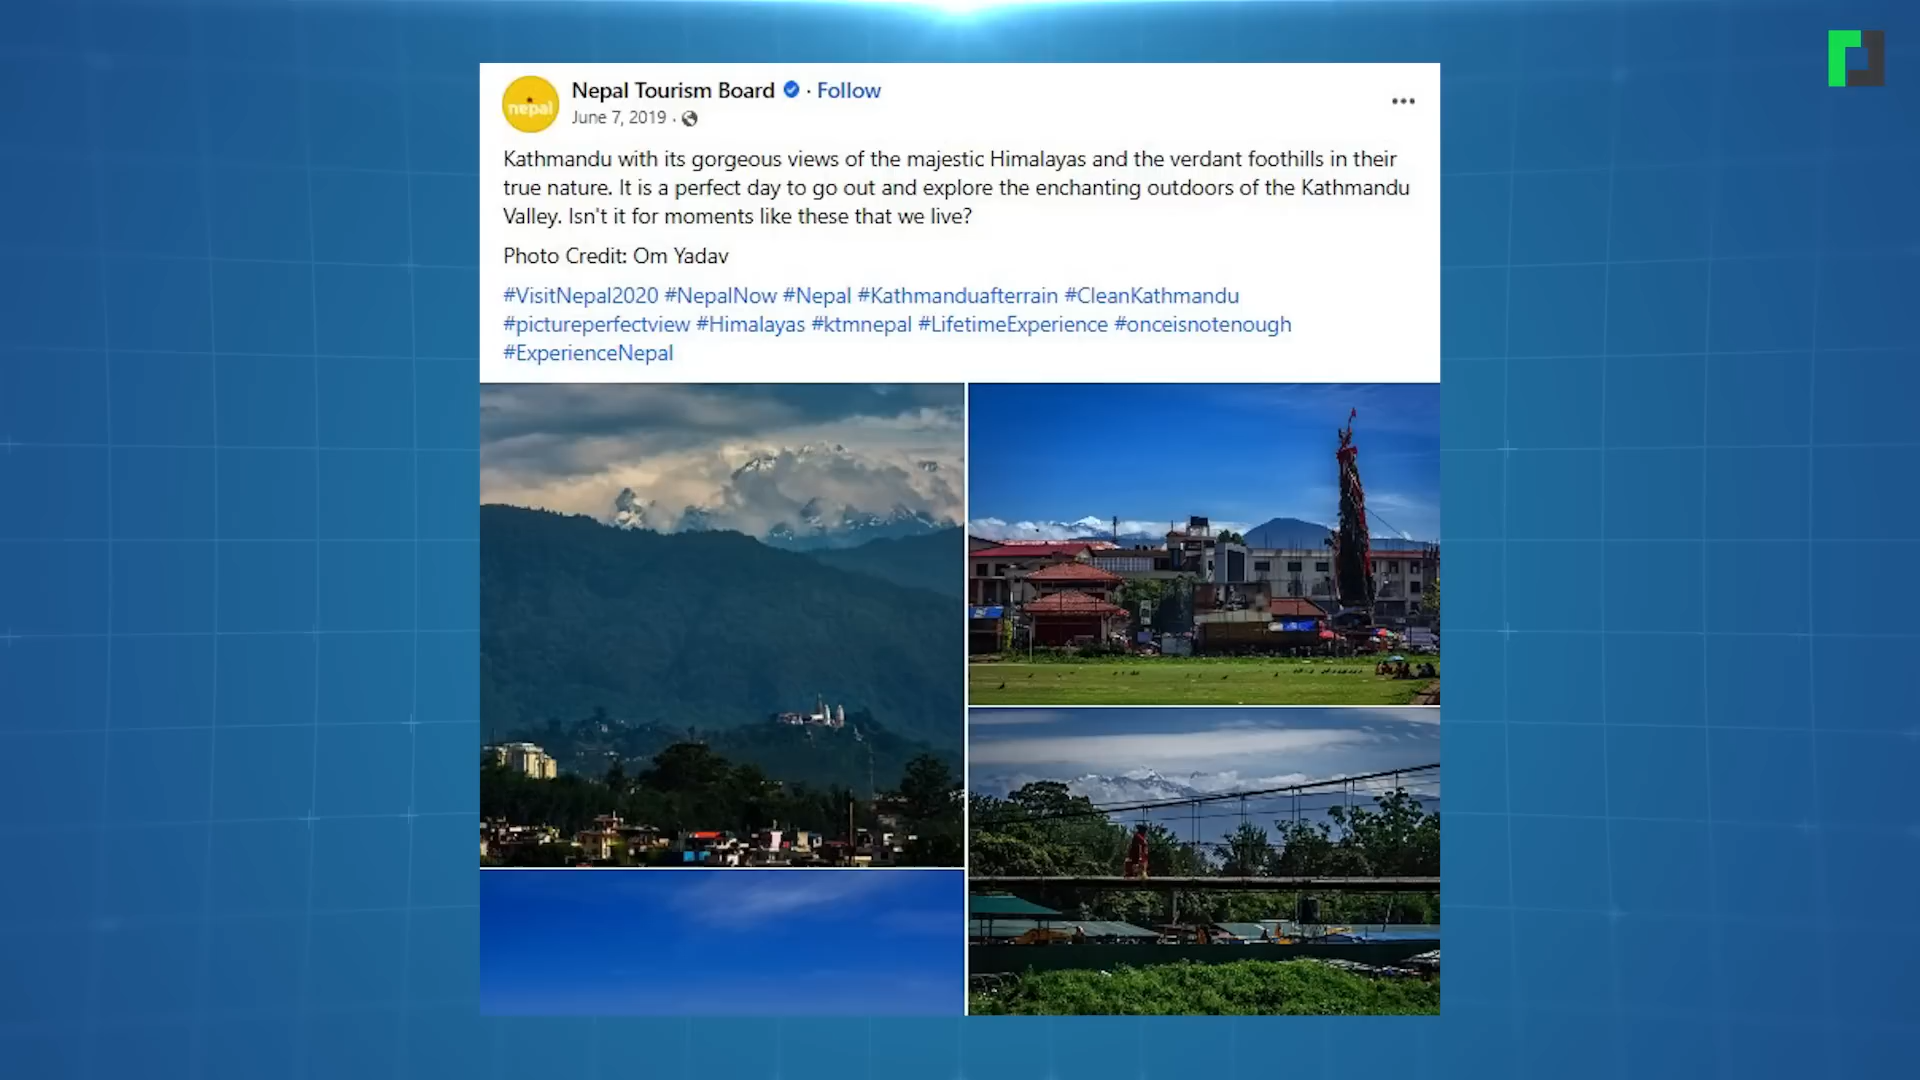 Nepal Tourism Board · Follow
June 7, 2019 ·
nepal
Kathmandu with its gorgeous views of the majestic Himalayas and the verdant foothills in their
true nature. It is a perfect day to go out and explore the enchanting outdoors of the Kathmandu
Valley. Isn't it for moments like these that we live?
Photo Credit: Om Yadav
#VisitNepal2020 #NepalNow #Nepal #Kathmanduafterrain #CleanKathmandu
#pictureperfectview #Himalayas #ktmnepal #LifetimeExperience #onceisnotenough
#ExperienceNepal